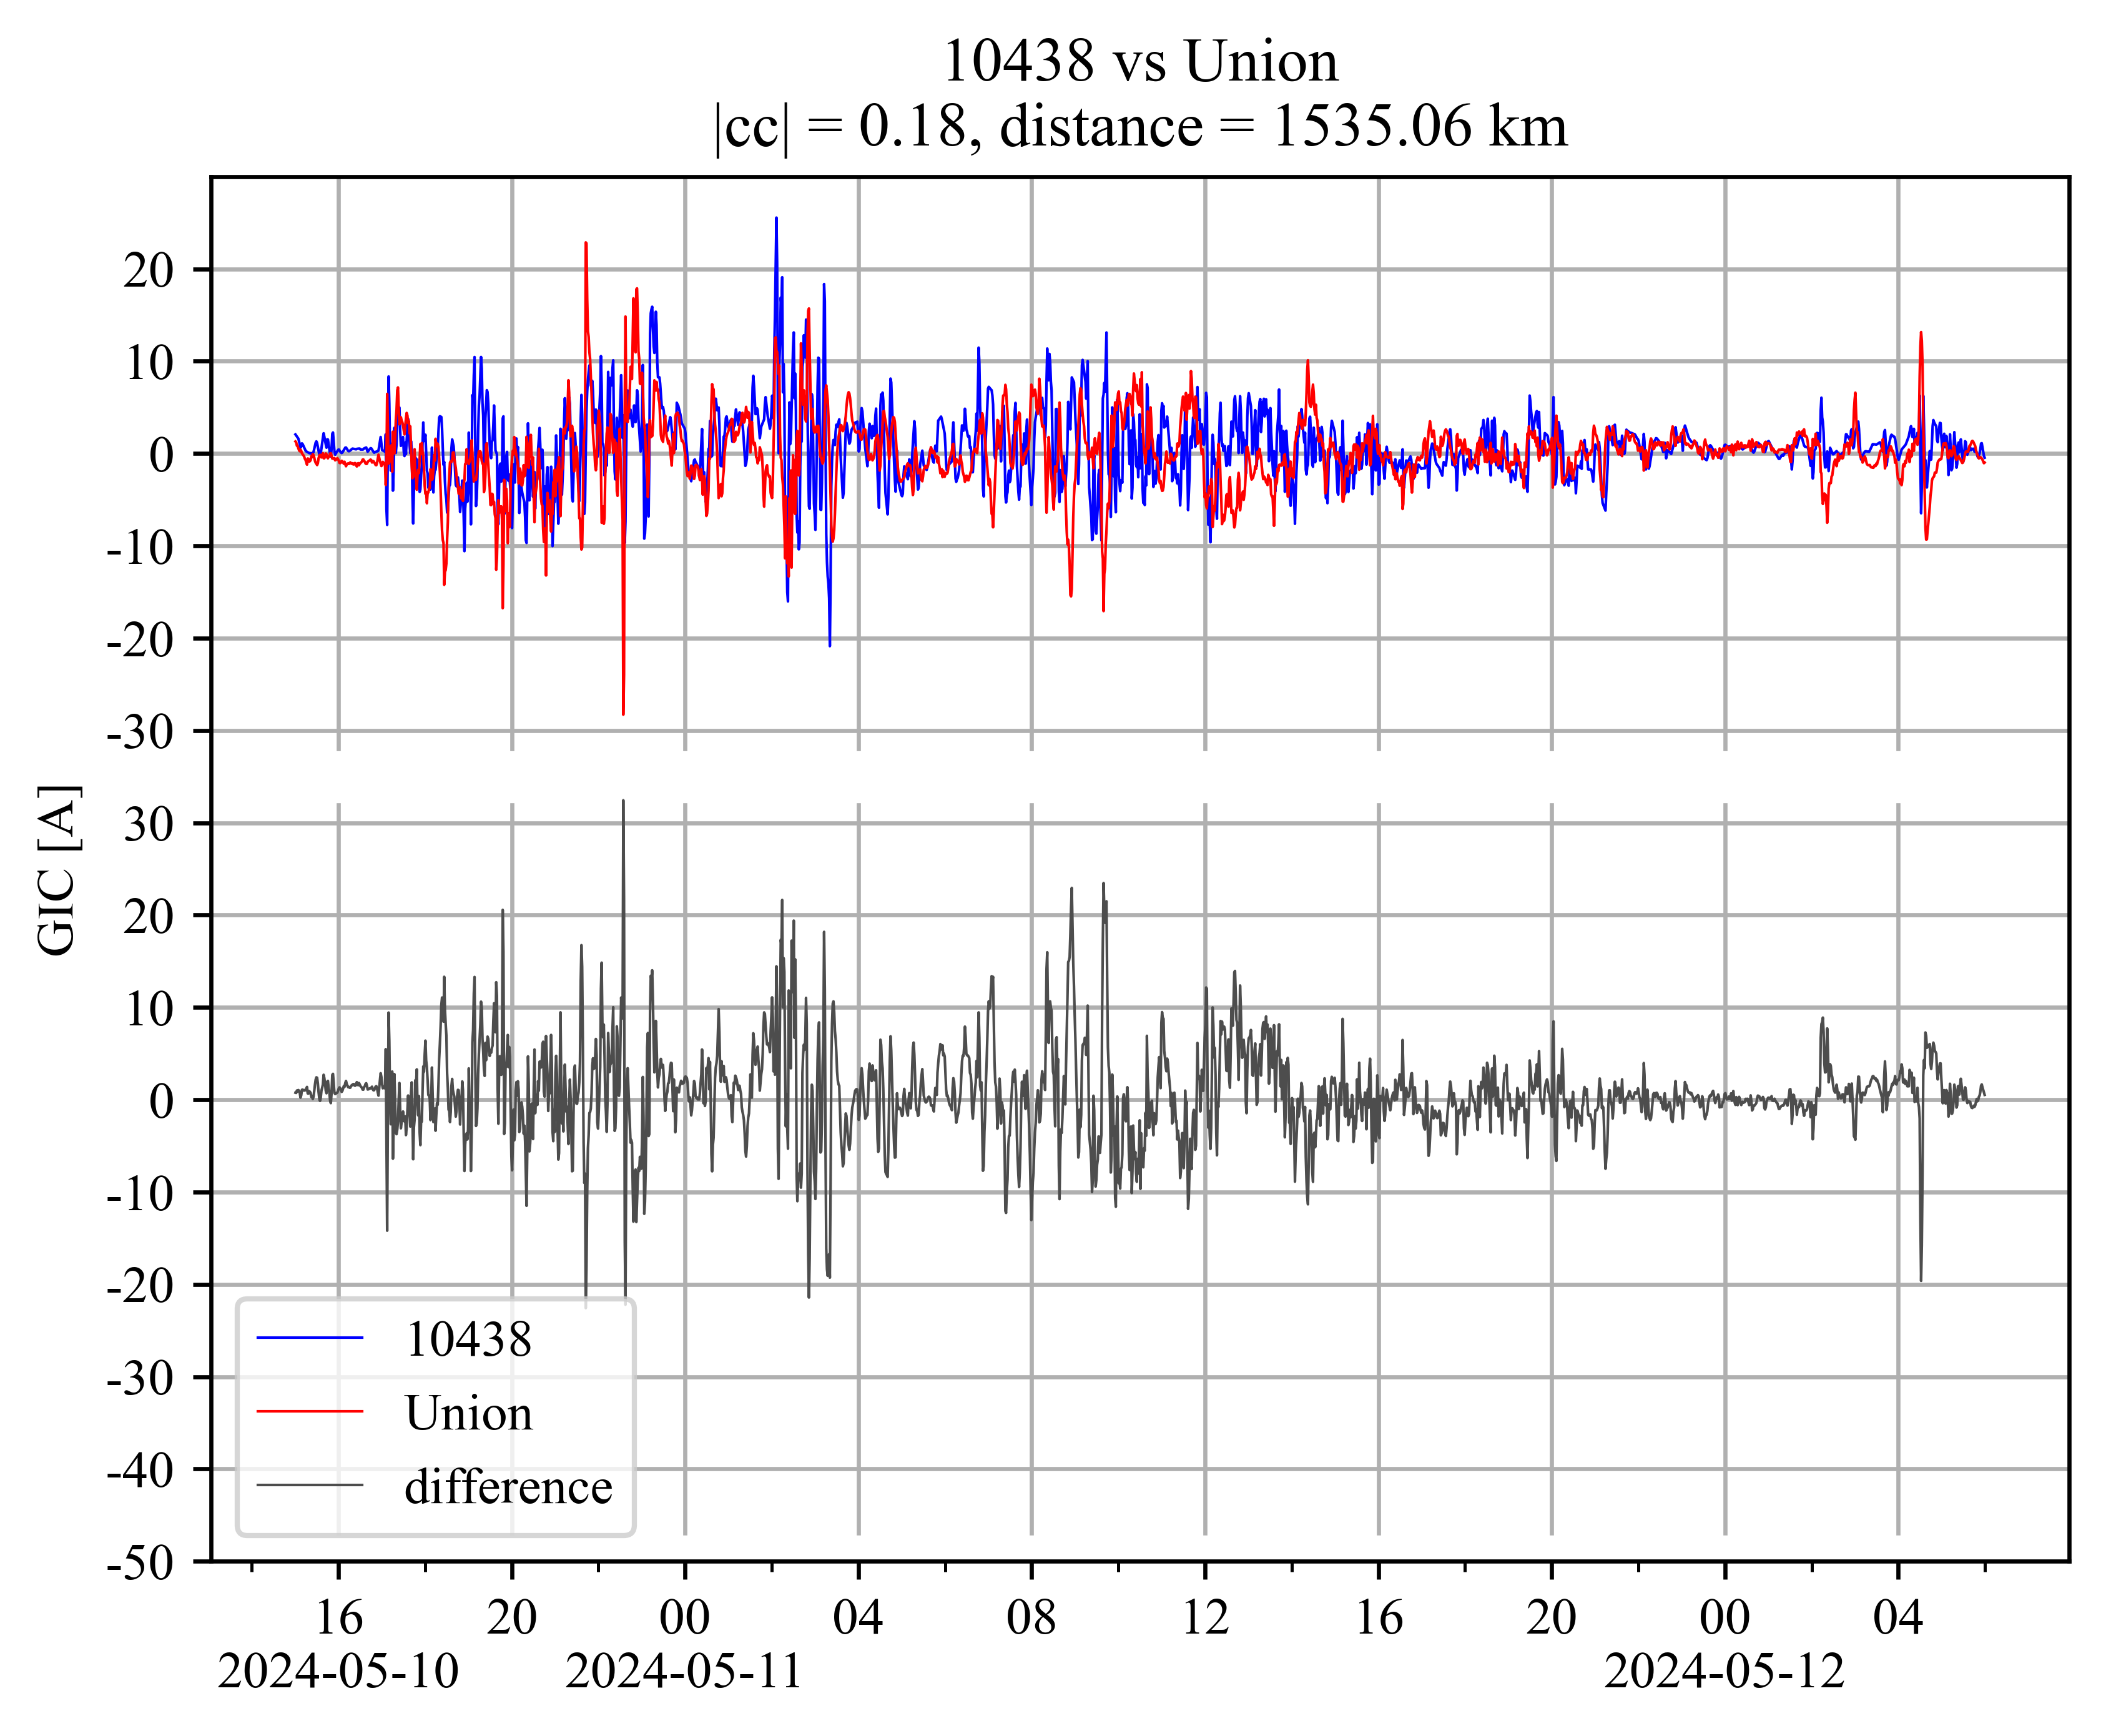 10438 vs Union
|cc| = 0.18, distance = 1535.06 km
20
10
0
-10
-20
-30
30
20
10
0
-10
-20
-30
-40
-50
GIC [A]
10438
Union
difference
16 20 00 04 08 12 16 20 00 04
2024-05-10 2024-05-11 2024-05-12